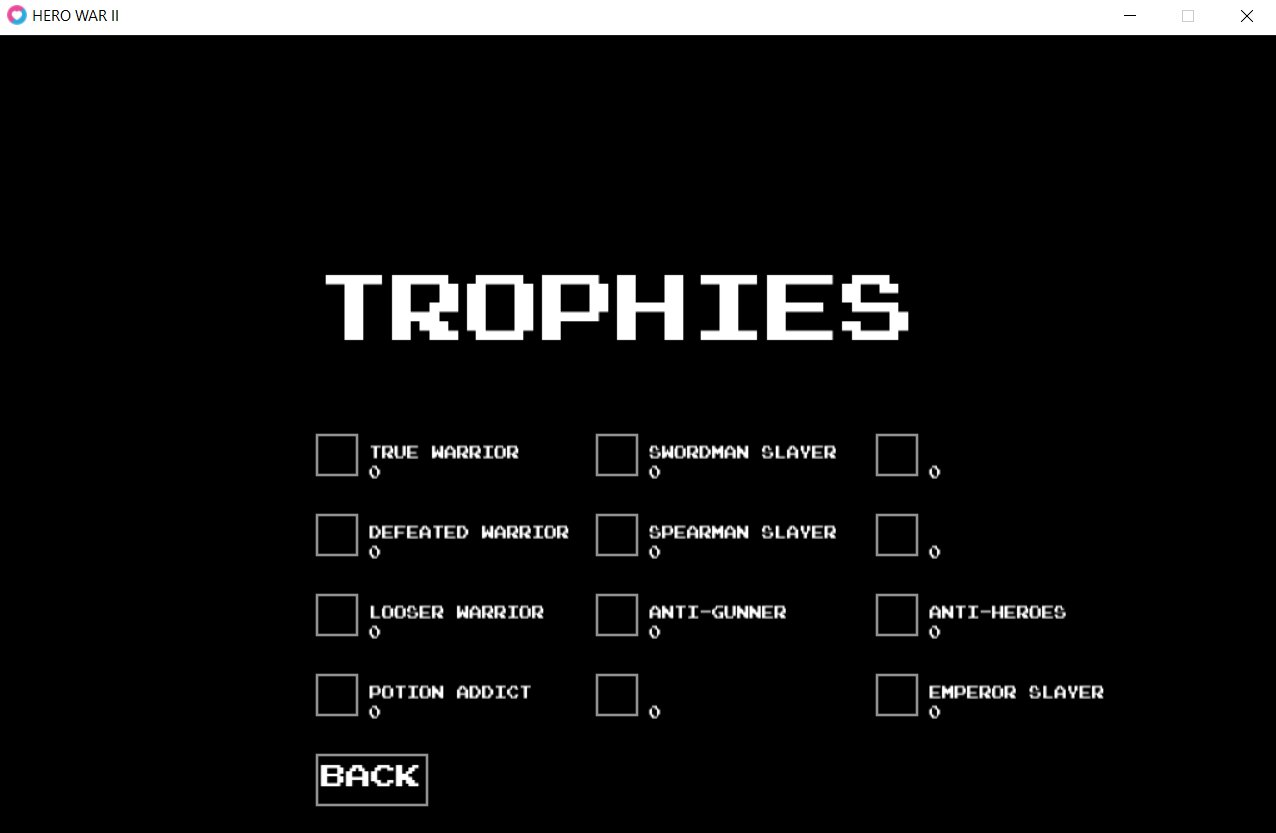 HERO WAR II
TROPHIES
TRUE WARRIOR
0
SWORDMAN SLAYER
0
0
DEFEATED WARRIOR
0
SPEARMAN SLAYER
0
0
LOOSER WARRIOR
0
ANTI-GUNNER
0
ANTI-HEROES
0
POTION ADDICT
0
0
EMPEROR SLAYER
0
BACK